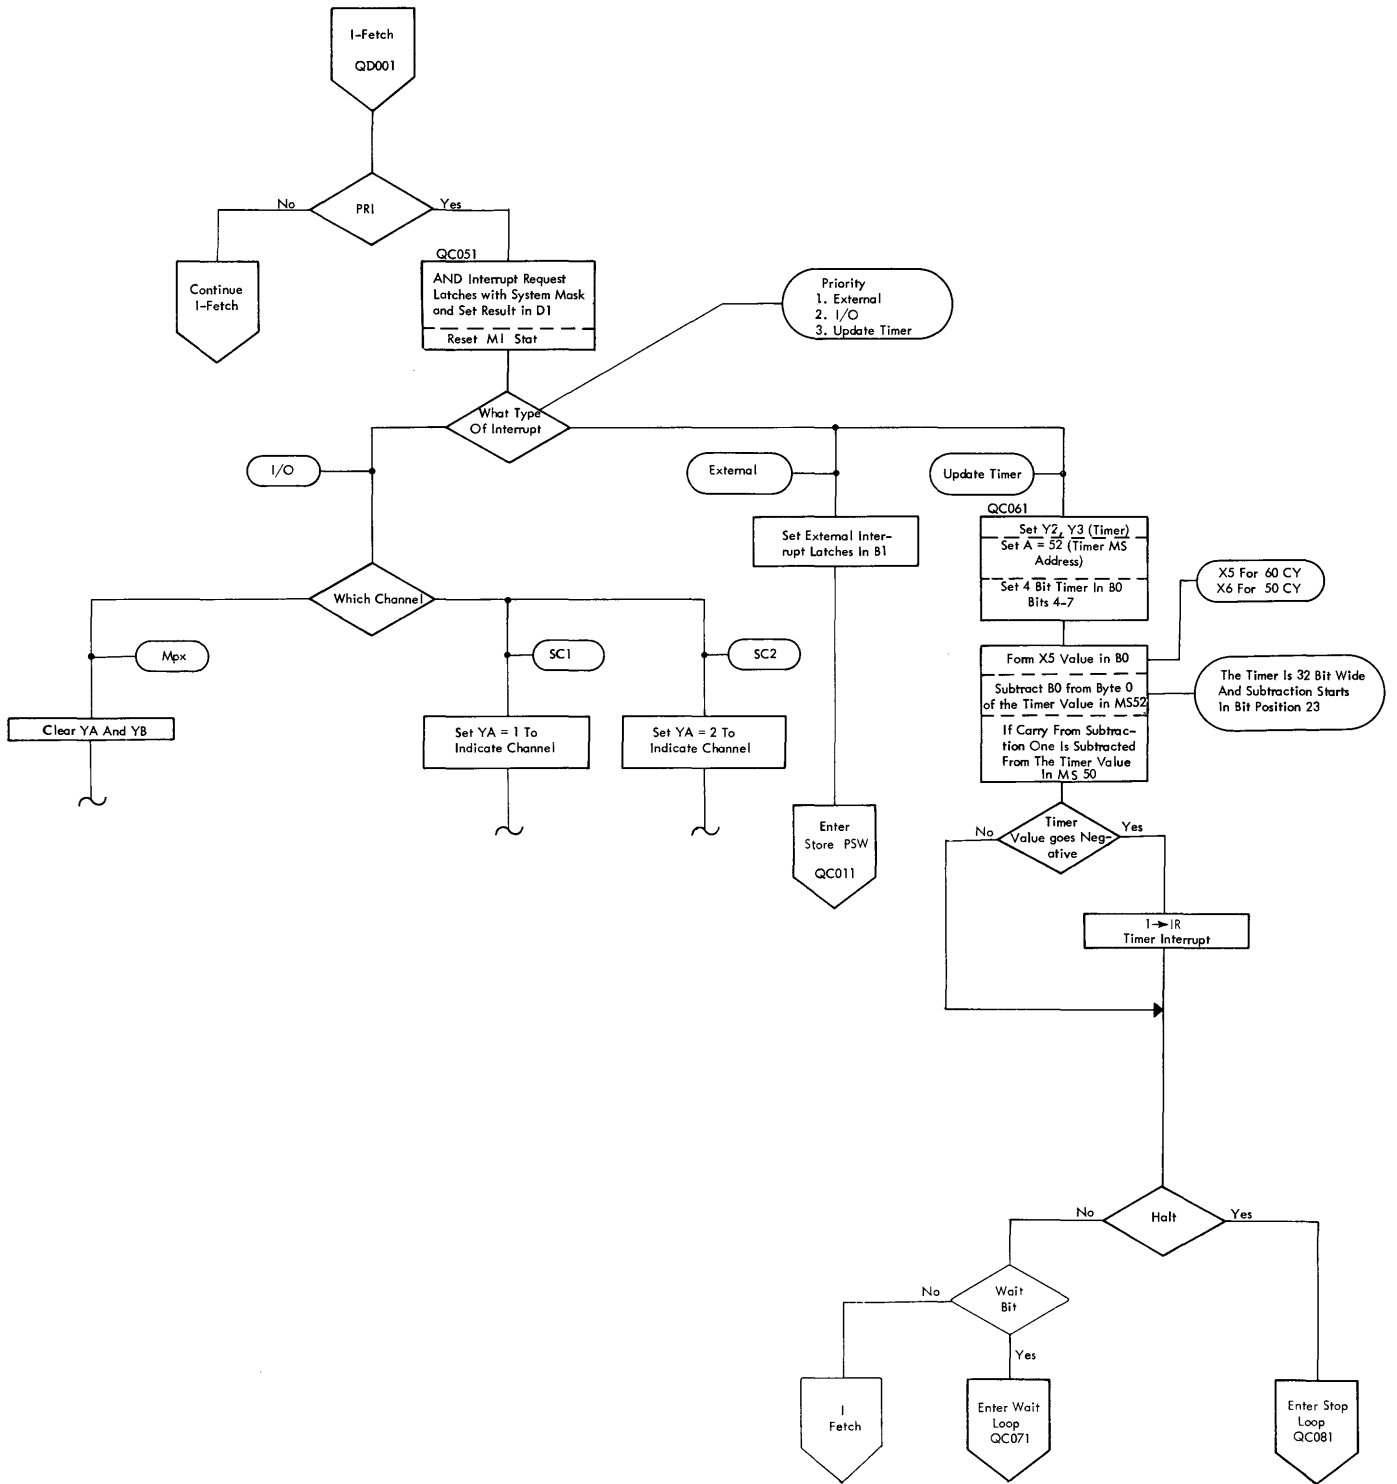 I-Fetch
QD001
PRI
No
Yes
Continue
I-Fetch
QC051
AND Interrupt Request
Latches with System Mask
and Set Result in D1
Reset M1 Stat
Priority
1. External
2. I/O
3. Update Timer
What Type
Of Interrupt
I/O
External
Update Timer
Set External Inter-
rupt Latches In B1
QC061
Set Y2, Y3 (Timer)
Set A = 52 (Timer MS
Address)
Set 4 Bit Timer In B0
Bits 4-7
X5 For 60 CY
X6 For 50 CY
Which Channel
Mpx
SC1
SC2
Clear YA And YB
Set YA = 1 To
Indicate Channel
Set YA = 2 To
Indicate Channel
Form X5 Value in B0
Subtract B0 from Byte 0
of the Timer Value in MS52
If Carry From Subtrac-
tion One Is Subtracted
From The Timer Value
In MS 50
The Timer Is 32 Bit Wide
And Subtraction Starts
In Bit Position 23
Enter
Store PSW
QC011
Timer
Value goes Neg-
ative
No
Yes
1→IR
Timer Interrupt
Halt
No
Yes
Wait
Bit
No
Yes
I
Fetch
Enter Wait
Loop
QC071
Enter Stop
Loop
QC081